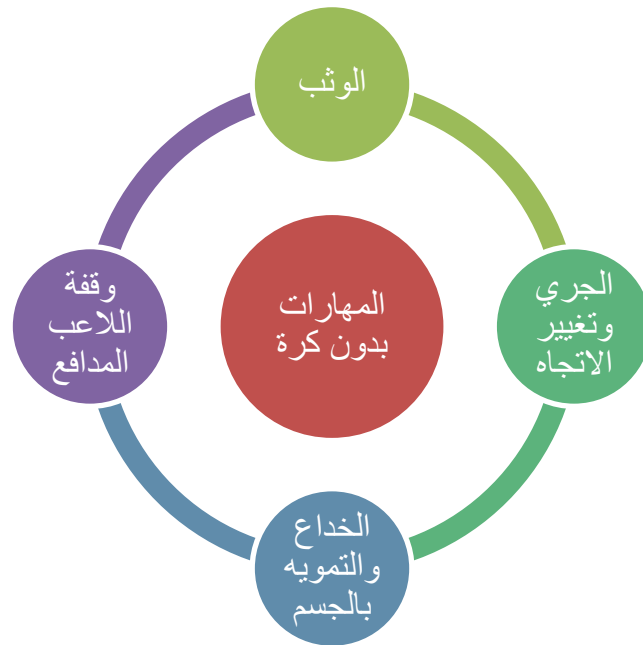 الوثب
الجري
وتغيير
الاتجاه
المهارات
بدون كرة
وقفة
اللاعب
المدافع
الخداع
والتمويه
بالجسم